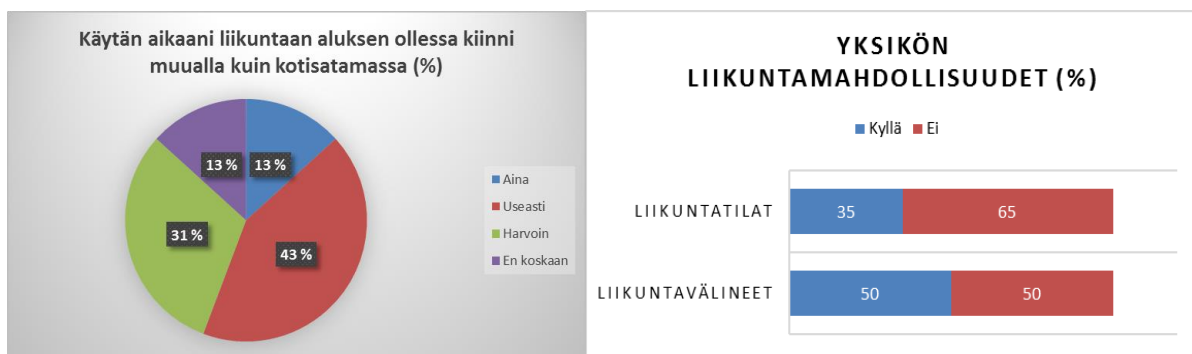 Käytän aikaani liikuntaan aluksen ollessa kiinni
muualla kuin kotisatamassa (%)
13 %
13 %
31 %
43 %
Aina
Useasti
Harvoin
En koskaan
YKSIKÖN
LIIKUNTAMAHDOLLISUUDET (%)
Kyllä Ei
LIIKUNTATILAT 35 65
LIIKUNTAVÄLINEET 50 50